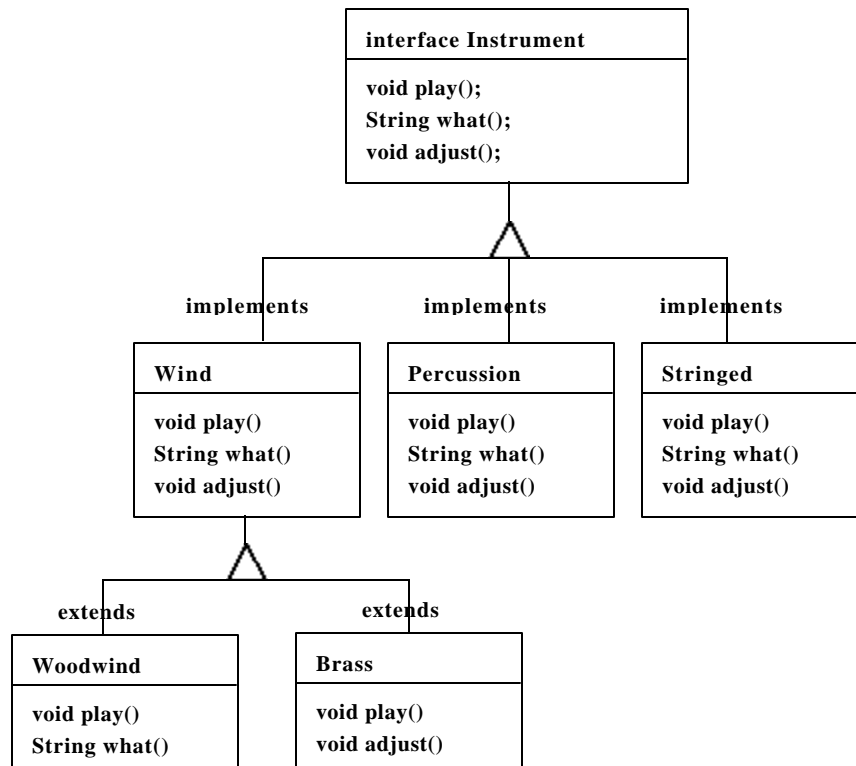 interface Instrument
void play();
String what();
void adjust();
implements
implements
implements
Wind
void play()
String what()
void adjust()
Percussion
void play()
String what()
void adjust()
Stringed
void play()
String what()
void adjust()
extends
extends
Woodwind
void play()
String what()
Brass
void play()
void adjust()